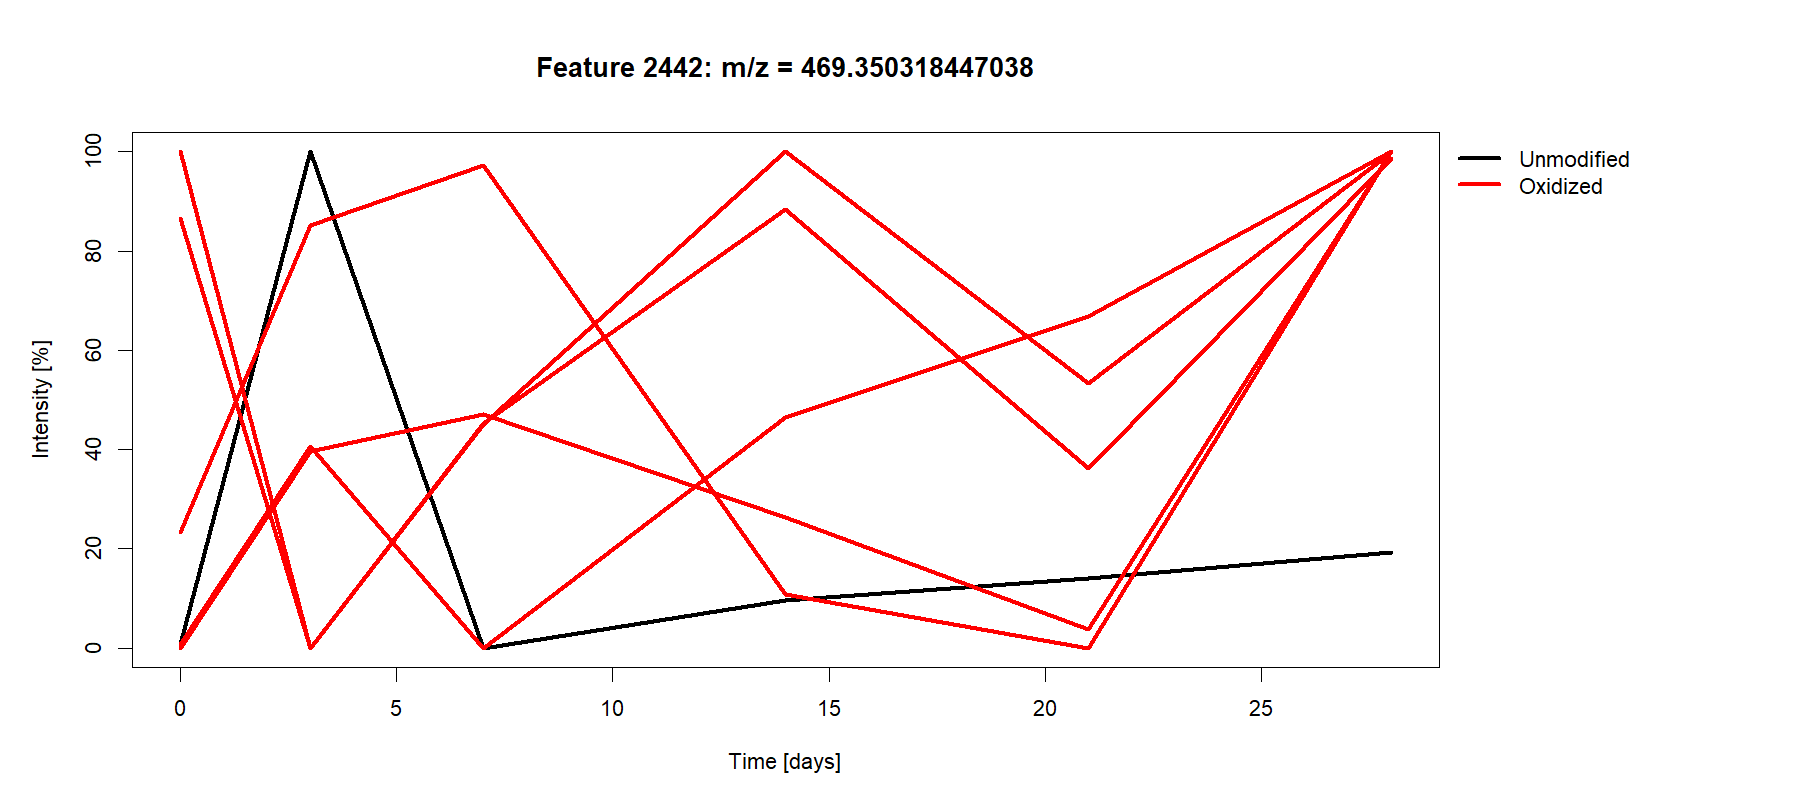 Feature 2442: m/z = 469.350318447038
Unmodified
Oxidized
100
80
60
40
20
0
Intensity [%]
0 5 10 15 20 25
Time [days]